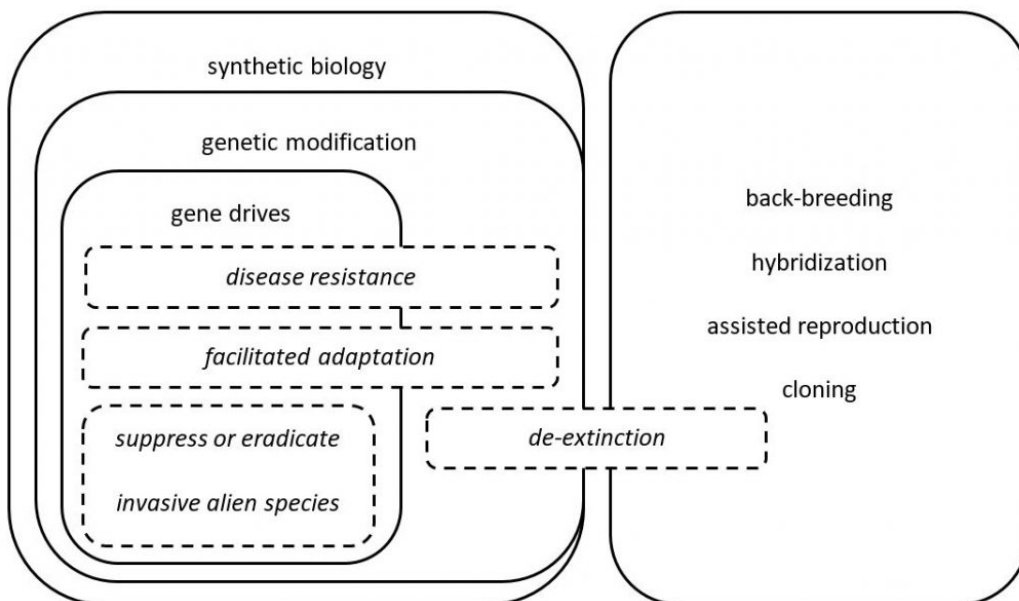 synthetic biology
genetic modification
gene drives
disease resistance
facilitated adaptation
suppress or eradicate
invasive alien species
de-extinction
back-breeding
hybridization
assisted reproduction
cloning